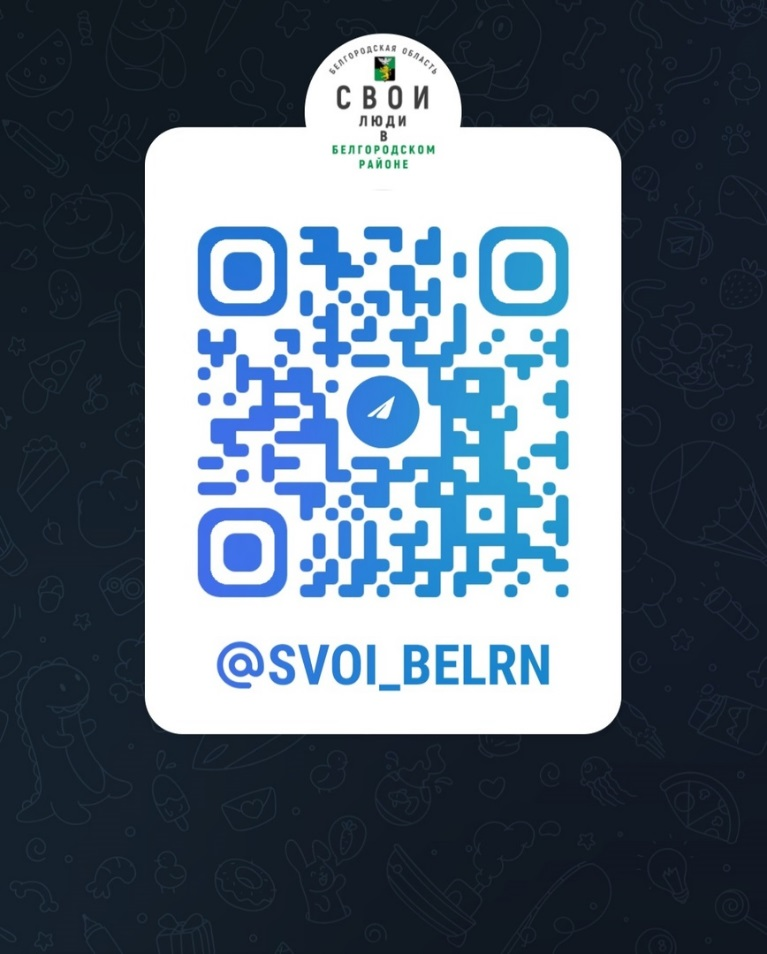 БЕЛГОРОДСКАЯ ОБЛАСТЬ
СВОИ
ЛЮДИ
В
БЕЛГОРОДСКОМ
РАЙОНЕ
@SVOI_BELRN